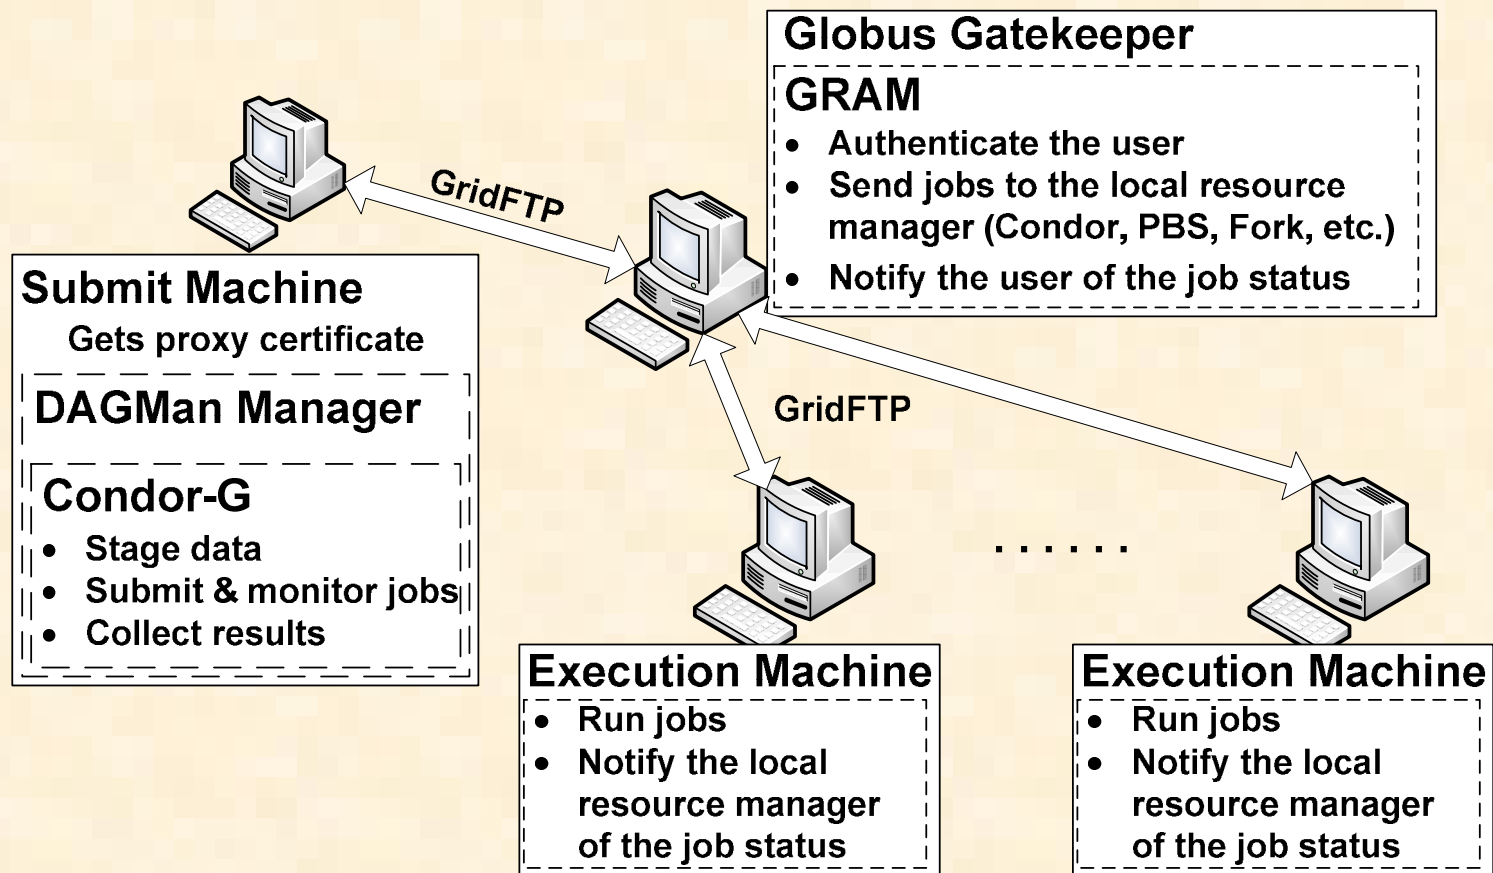 Globus Gatekeeper
GRAM
• Authenticate the user
• Send jobs to the local resource
manager (Condor, PBS, Fork, etc.)
• Notify the user of the job status
GridFTP
Submit Machine
Gets proxy certificate
DAGMan Manager
Condor-G
• Stage data
• Submit & monitor jobs
• Collect results
GridFTP
......
Execution Machine
• Run jobs
• Notify the local
resource manager
of the job status
Execution Machine
• Run jobs
• Notify the local
resource manager
of the job status